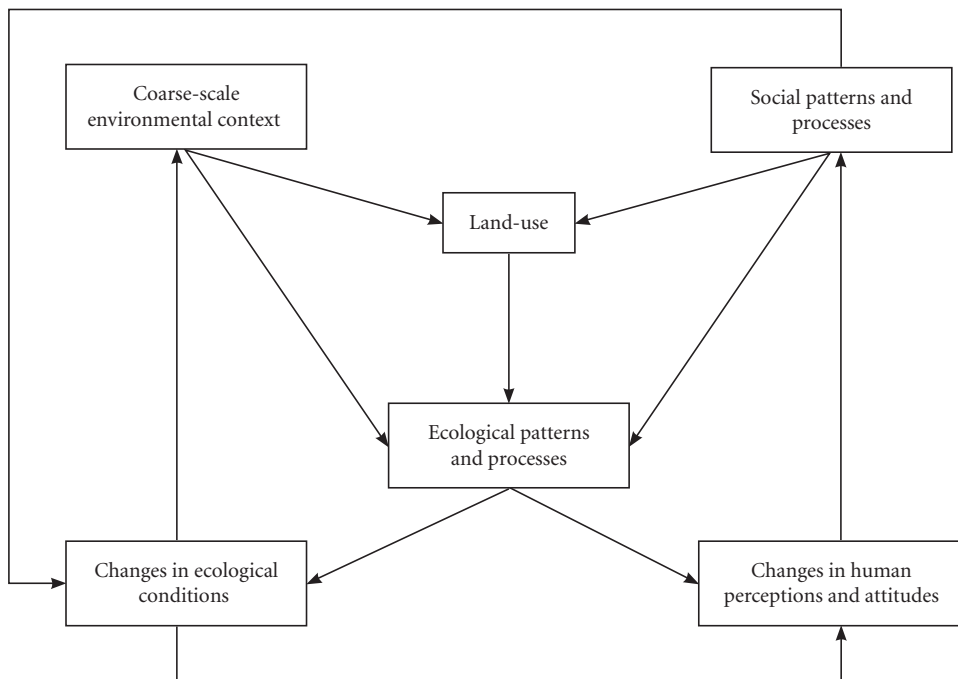 Coarse-scale
environmental context
Social patterns and
processes
Land-use
Ecological patterns
and processes
Changes in ecological
conditions
Changes in human
perceptions and attitudes